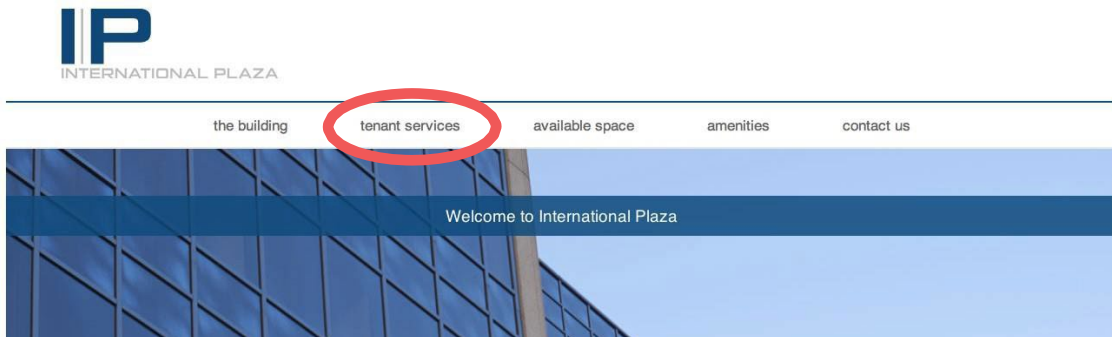 IP
INTERNATIONAL PLAZA
the building tenant services available space amenities contact us
Welcome to International Plaza